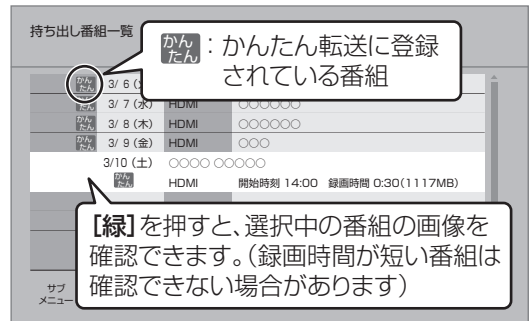 持ち出し番組一覧
かんたん：かんたん転送に登録
されている番組
かんたん 3/ 6 (
かんたん 3/ 7 (水) HDMI ○○○○○○
かんたん 3/ 8 (木) HDMI ○○○○○○
かんたん 3/ 9 (金) HDMI ○○○
3/10 (土) ○○○○ ○○○○○
かんたん HDMI 開始時刻 14:00 録画時間 0:30(1117MB)
[緑]を押すと、選択中の番組の画像を
確認できます。(録画時間が短い番組は
確認できない場合があります)
サブ
メニュー